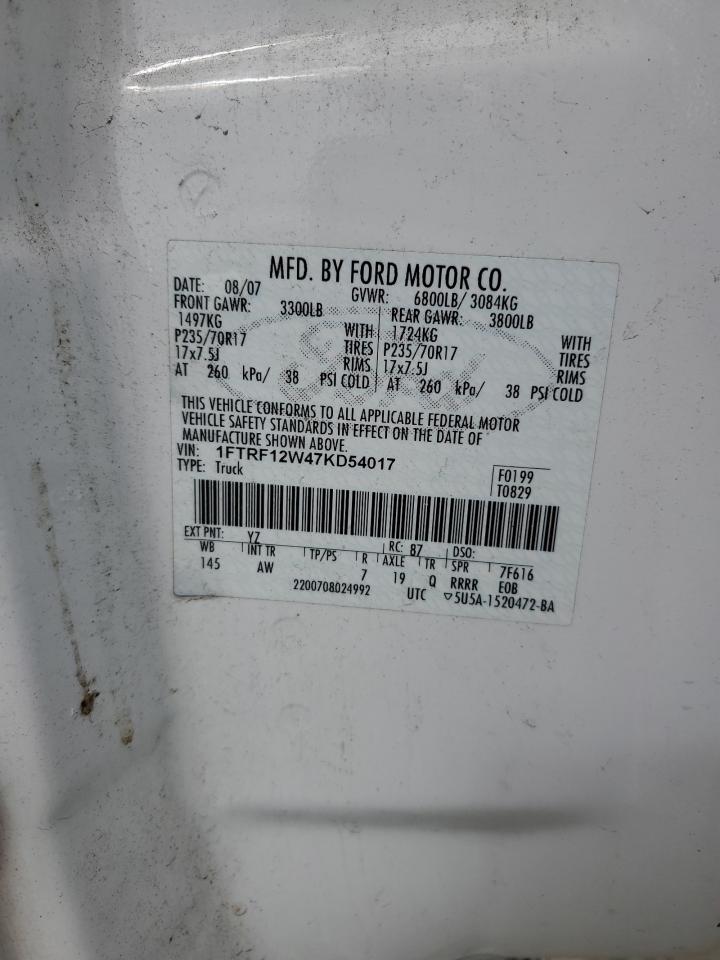 MFD. BY FORD MOTOR CO.
DATE: 08/07 GVWR: 6800LB/ 3084KG
FRONT GAWR: 3300LB REAR GAWR: 3800LB
1497KG WITH 1724KG WITH
P235/70R17 TIRES P235/70R17 TIRES
17x7.5J RIMS 17x7.5J RIMS
AT 260 kPa/ 38 PSI COLD AT 260 kPa/ 38 PSI COLD
THIS VEHICLE CONFORMS TO ALL APPLICABLE FEDERAL MOTOR
VEHICLE SAFETY STANDARDS IN EFFECT ON THE DATE OF
MANUFACTURE SHOWN ABOVE.
VIN: 1FTRF12W47KD54017 F0199
TYPE: Truck T0829
EXT PNT: YZ RC: 87 DSO:
WB INT TR TP/PS R AXLE TR SPR 7F616
145 AW 7 19 Q RRRR EOB
2200708024992 UTC ▽5U5A-1520472-BA
Ford